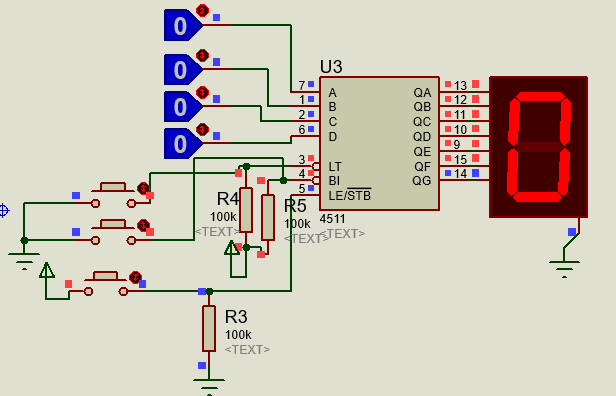 0
0
0
0
U3
7 A QA 13
1 B QB 12
2 C QC 11
6 D QD 10
QE 9
3 LT QF 15
4 BI QG 14
5 LE/STB
4511
<TEXT>
R4
100k
<TEXT>
R5
100k
<TEXT>
R3
100k
<TEXT>
0